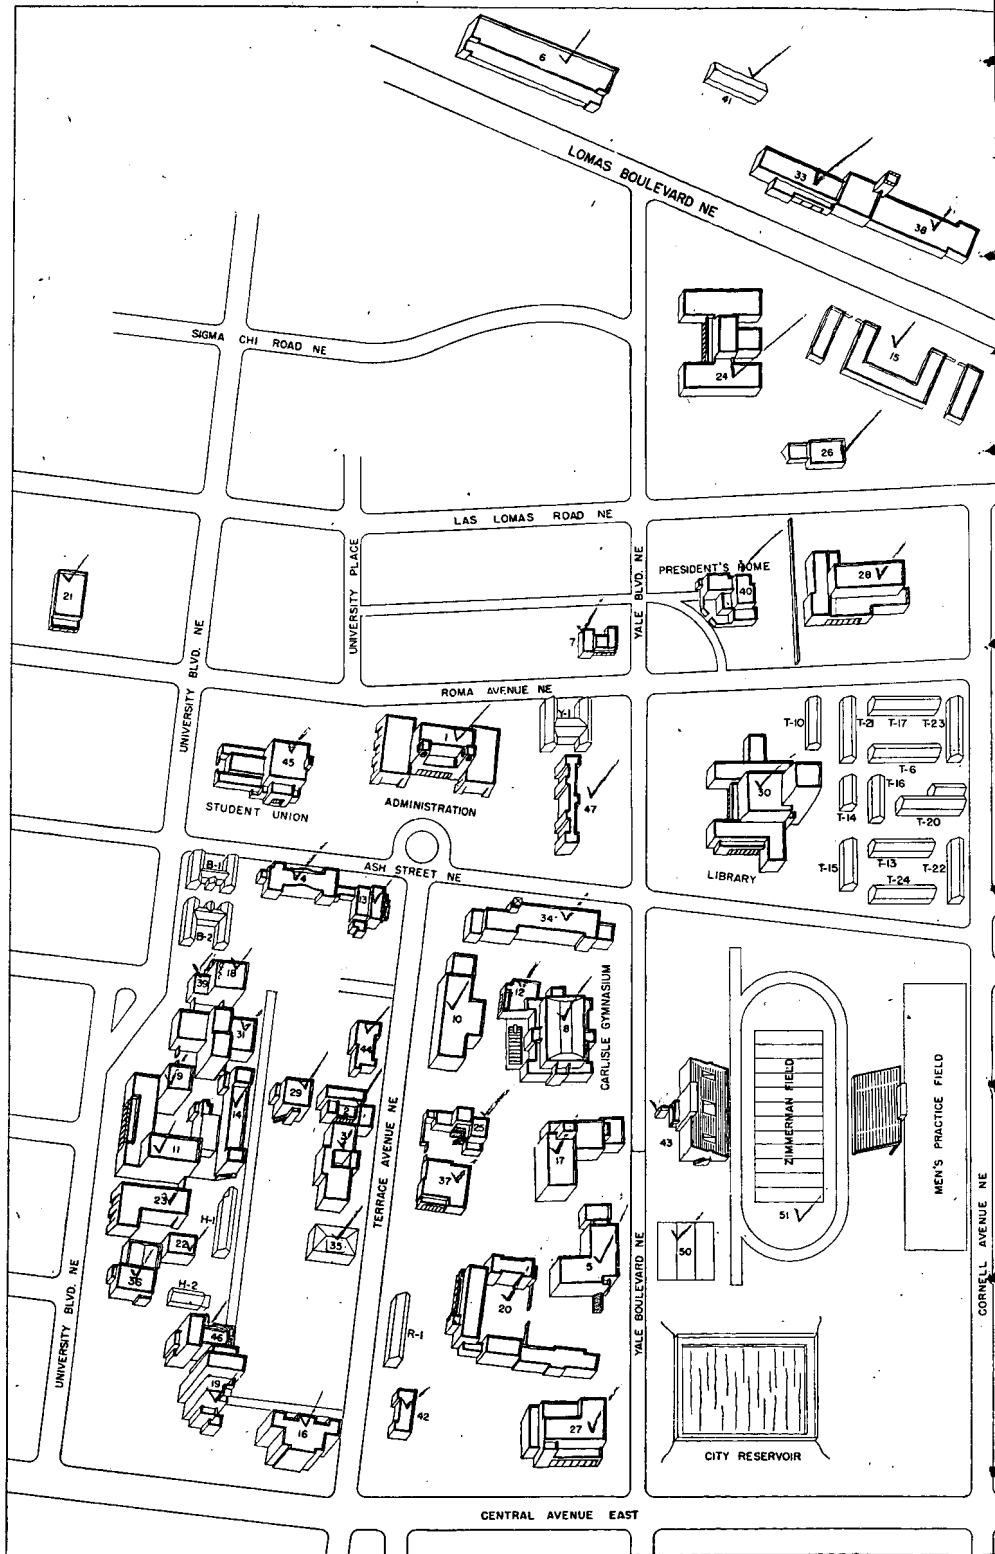 6
41
LOMAS BOULEVARD NE
33
38
SIGMA CHI ROAD NE
24
15
26
LAS LOMAS ROAD NE
21
UNIVERSITY BLVD. NE
UNIVERSITY PLACE
YALE BLVD. NE
PRESIDENT'S HOME
40
28
7
ROMA AVENUE NE
UNIVERSITY BLVD. NE
45
STUDENT UNION
1
ADMINISTRATION
Y-1
47
30
LIBRARY
T-10
T-21
T-17
T-23
T-6
T-16
T-14
T-20
T-15
T-13
T-22
T-24
ASH STREET NE
B-1
4
13
B-2
34
39
18
31
10
12
8
CARLISLE GYMNASIUM
44
9
14
29
2
3
11
TERRACE AVENUE NE
25
37
17
43
ZIMMERMAN FIELD
MEN'S PRACTICE FIELD
51
23
H-1
22
36
H-2
35
5
50
20
R-1
46
19
16
42
27
UNIVERSITY BLVD. NE
YALE BOULEVARD NE
CORNELL AVENUE NE
CITY RESERVOIR
CENTRAL AVENUE EAST